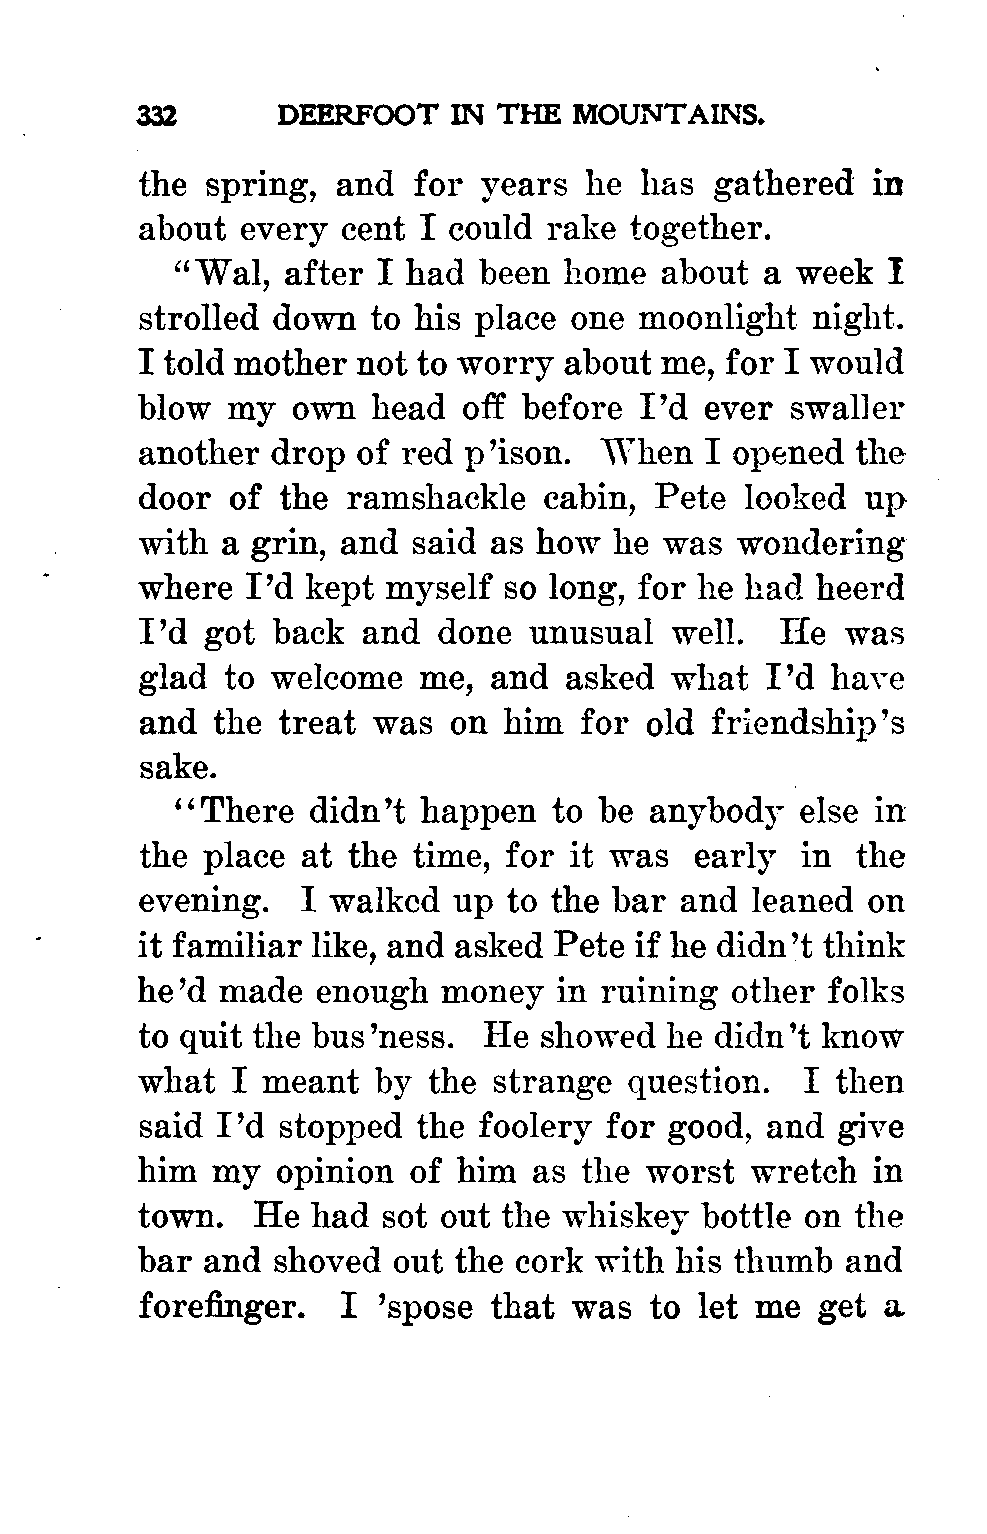 332 DEERFOOT IN THE MOUNTAINS.
the spring, and for years he has gathered in
about every cent I could rake together.
“Wal, after I had been home about a week I
strolled down to his place one moonlight night.
I told mother not to worry about me, for I would
blow my own head off before I’d ever swaller
another drop of red p’ison. When I opened the
door of the ramshackle cabin, Pete looked up
with a grin, and said as how he was wondering
where I’d kept myself so long, for he had heerd
I’d got back and done unusual well. He was
glad to welcome me, and asked what I’d have
and the treat was on him for old friendship’s
sake.
“There didn’t happen to be anybody else in
the place at the time, for it was early in the
evening. I walked up to the bar and leaned on
it familiar like, and asked Pete if he didn’t think
he’d made enough money in ruining other folks
to quit the bus’ness. He showed he didn’t know
what I meant by the strange question. I then
said I’d stopped the foolery for good, and give
him my opinion of him as the worst wretch in
town. He had sot out the whiskey bottle on the
bar and shoved out the cork with his thumb and
forefinger. I ’spose that was to let me get a